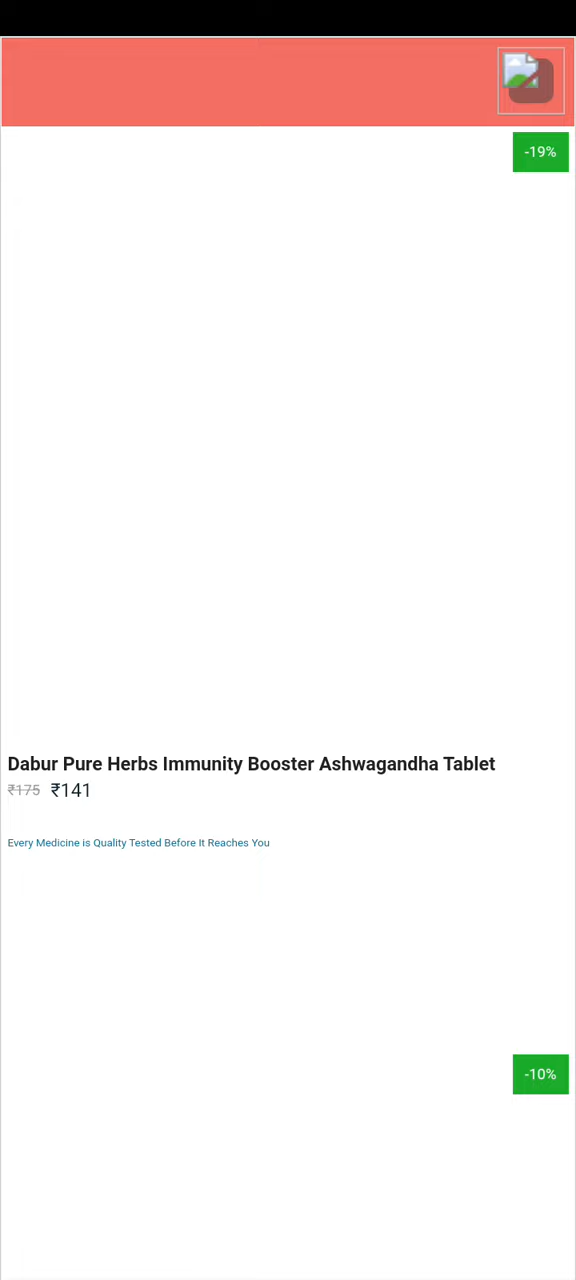 -19%
Dabur Pure Herbs Immunity Booster Ashwagandha Tablet
₹175 ₹141
Every Medicine is Quality Tested Before It Reaches You
-10%